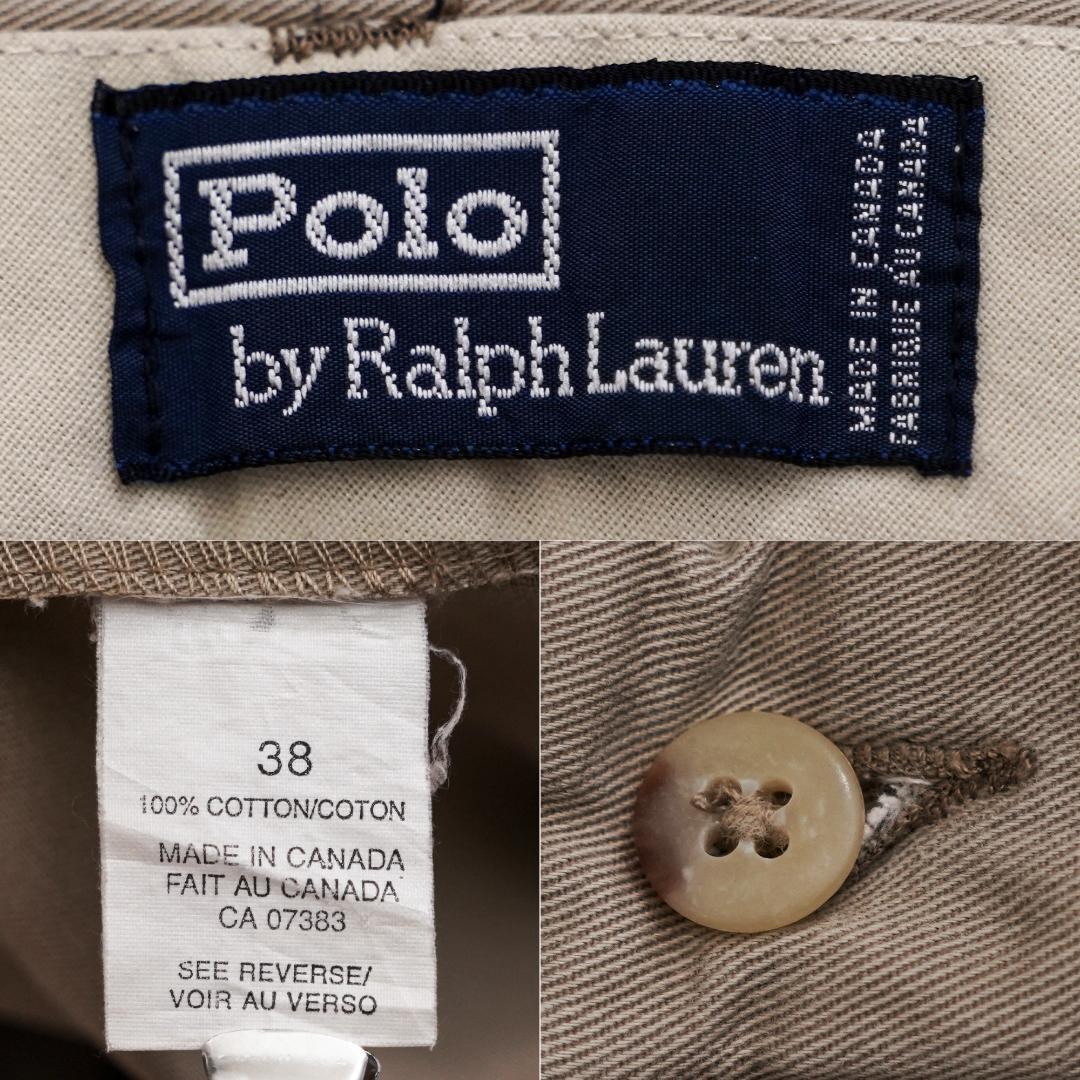 Polo
by Ralph Lauren
MADE IN CANADA
FABRIQUE AU CANADA
38
100% COTTON/COTON
MADE IN CANADA
FAIT AU CANADA
CA 07383
SEE REVERSE/
VOIR AU VERSO